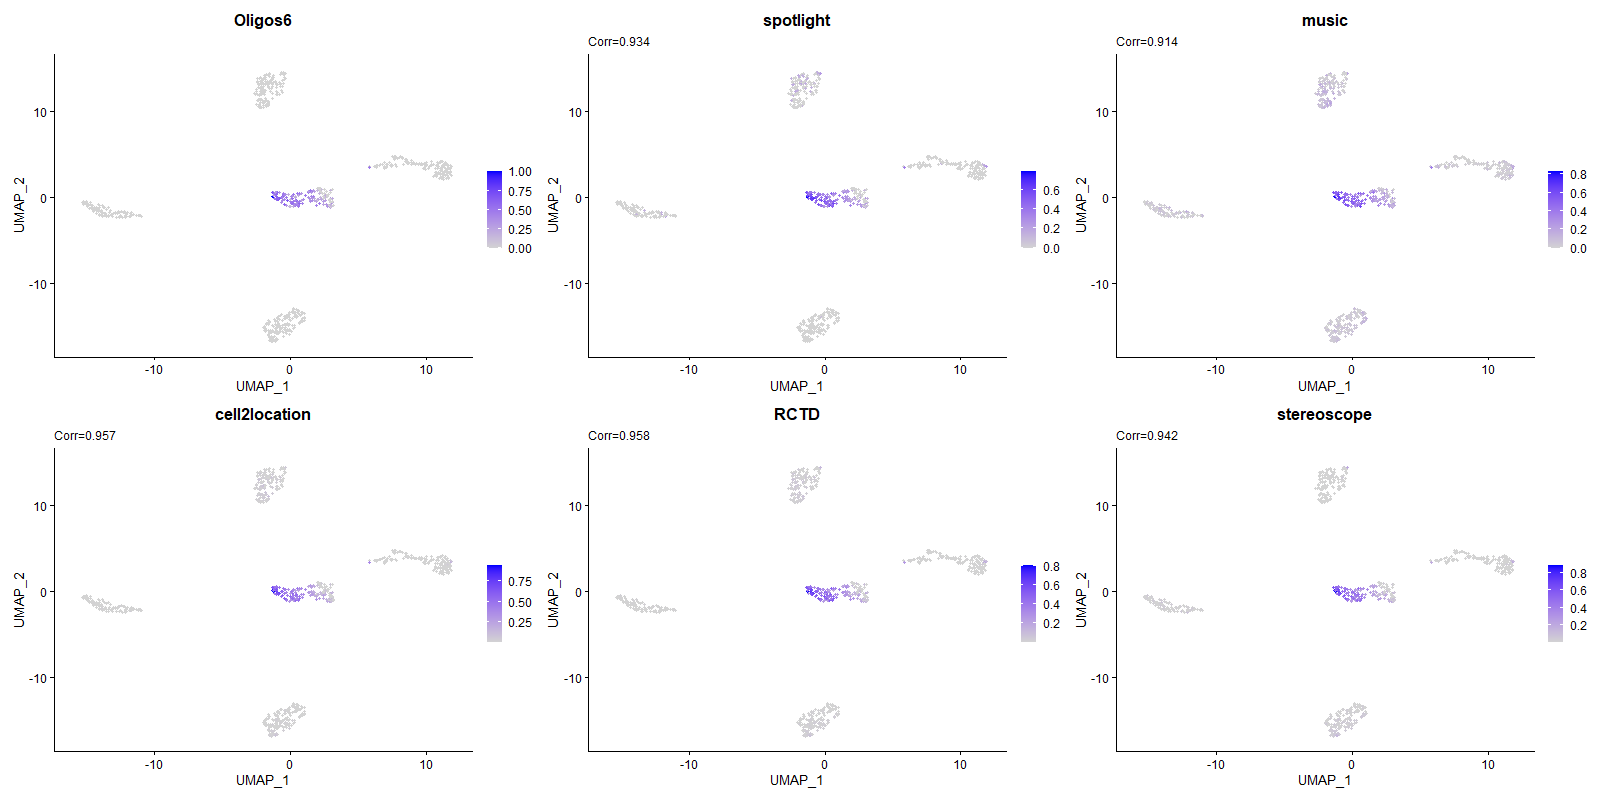 Oligos6
10
0
-10
UMAP_2
-10
0
10
UMAP_1
1.00
0.75
0.50
0.25
0.00
spotlight
Corr=0.934
10
0
-10
UMAP_2
-10
0
10
UMAP_1
0.6
0.4
0.2
0.0
music
Corr=0.914
10
0
-10
UMAP_2
-10
0
10
UMAP_1
0.8
0.6
0.4
0.2
0.0
cell2location
Corr=0.957
10
0
-10
UMAP_2
-10
0
10
UMAP_1
0.75
0.50
0.25
RCTD
Corr=0.958
10
0
-10
UMAP_2
-10
0
10
UMAP_1
0.8
0.6
0.4
0.2
stereoscope
Corr=0.942
10
0
-10
UMAP_2
-10
0
10
UMAP_1
0.8
0.6
0.4
0.2